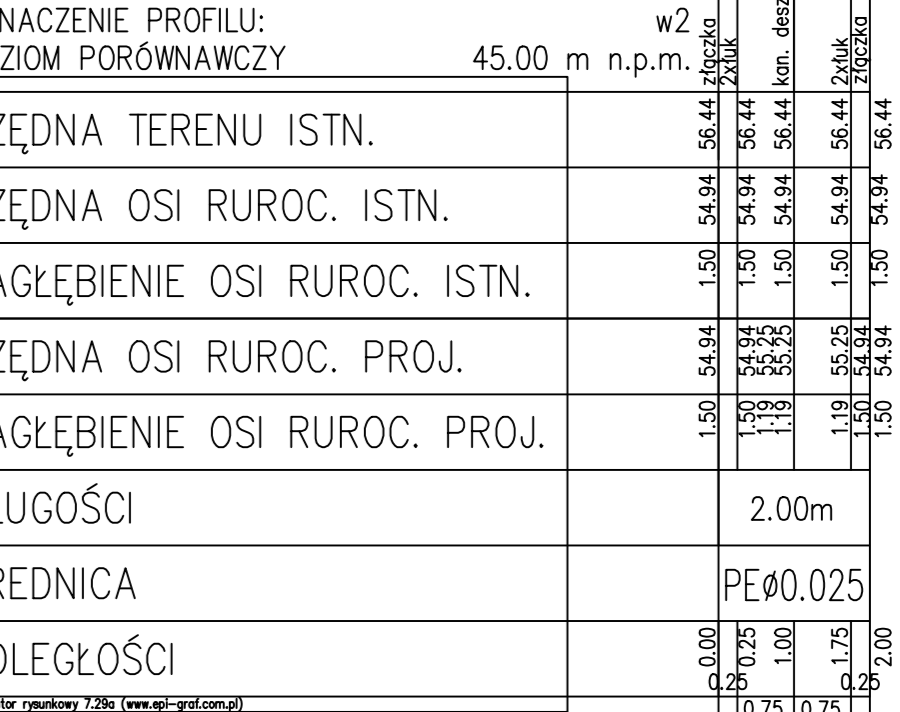 NACZENIE PROFILU: w2
ZIOM PORÓWNAWCZY 45.00 m n.p.m.
złączka 2xłuk kan. desz 2xłuk złączka
ZĘDNA TERENU ISTN. 56.44 56.44 56.44 56.44 56.44
ZĘDNA OSI RUROC. ISTN. 54.94 54.94 54.94 54.94 54.94
AGŁĘBIENIE OSI RUROC. ISTN. 1.50 1.50 1.50 1.50 1.50
ZĘDNA OSI RUROC. PROJ. 54.94 54.94 55.25 55.25 55.25 54.94 54.94
AGŁĘBIENIE OSI RUROC. PROJ. 1.50 1.50 1.19 1.19 1.19 1.50 1.50
ŁUGOŚCI 2.00m
REDNICA PEø0.025
OLEGŁOŚCI 0.00 0.25 1.00 1.75 2.00
0.25 0.25
tor rysunkowy 7.29a (www.epi-graf.com.pl)
0.75 0.75